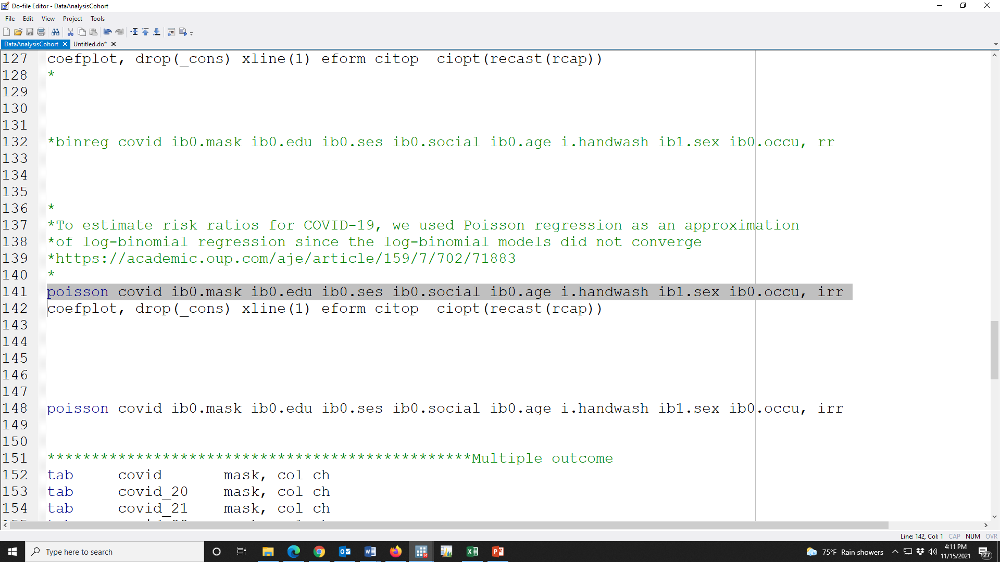 Do-file Editor - DataAnalysisCohort
File Edit View Project Tools
DataAnalysisCohort Untitled.do*
127 coefplot, drop(_cons) xline(1) eform citop  ciopt(recast(rcap))
128 *
129
130
131
132 *binreg covid ib0.mask ib0.edu ib0.ses ib0.social ib0.age i.handwash ib1.sex ib0.occu, rr
133
134
135
136 *
137 *To estimate risk ratios for COVID-19, we used Poisson regression as an approximation
138 *of log-binomial regression since the log-binomial models did not converge
139 *https://academic.oup.com/aje/article/159/7/702/71883
140 *
141 poisson covid ib0.mask ib0.edu ib0.ses ib0.social ib0.age i.handwash ib1.sex ib0.occu, irr
142 coefplot, drop(_cons) xline(1) eform citop  ciopt(recast(rcap))
143
144
145
146
147
148 poisson covid ib0.mask ib0.edu ib0.ses ib0.social ib0.age i.handwash ib1.sex ib0.occu, irr
149
150
151 ************************************************Multiple outcome
152 tab     covid       mask, col ch
153 tab     covid_20    mask, col ch
154 tab     covid_21    mask, col ch
Line: 142, Col: 1 CAP NUM OVR
Type here to search
75°F Rain showers
4:11 PM
11/15/2021
27